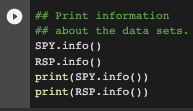 ## Print information
## about the data sets.
SPY.info()
RSP.info()
print(SPY.info())
print(RSP.info())